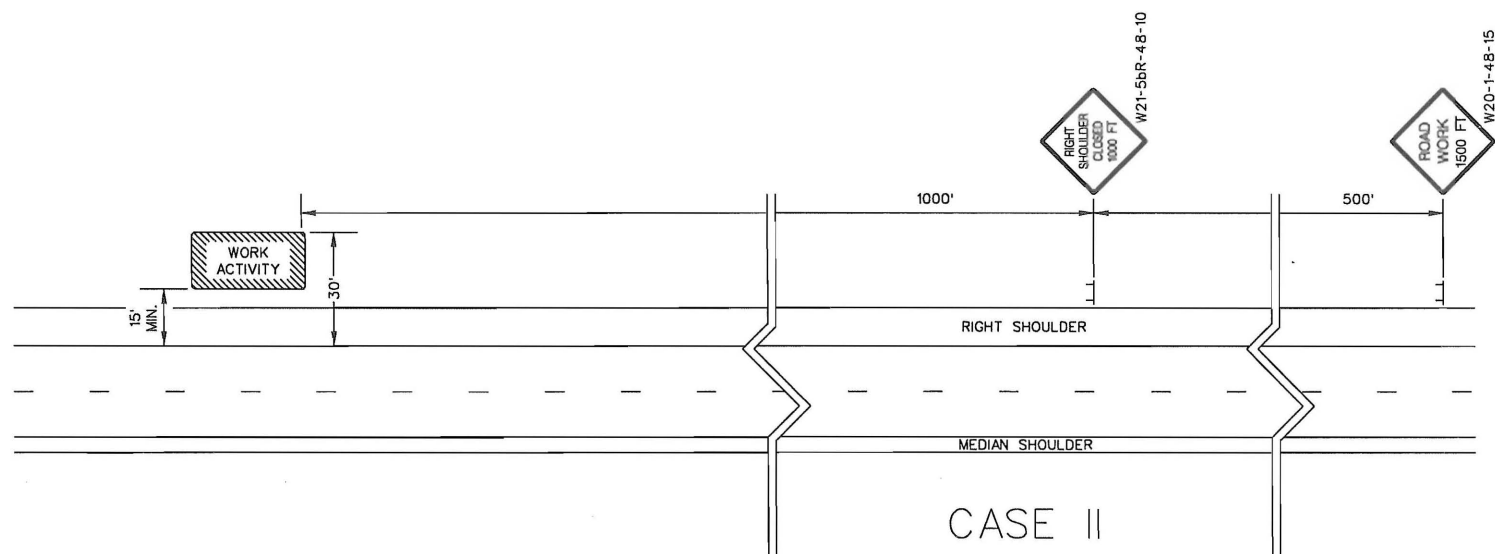 W21-5bR-48-10
W20-1-48-15
RIGHT
SHOULDER
CLOSED
1000 FT
ROAD
WORK
1500 FT
1000'
500'
WORK
ACTIVITY
15'
MIN.
30'
RIGHT SHOULDER
MEDIAN SHOULDER
CASE II